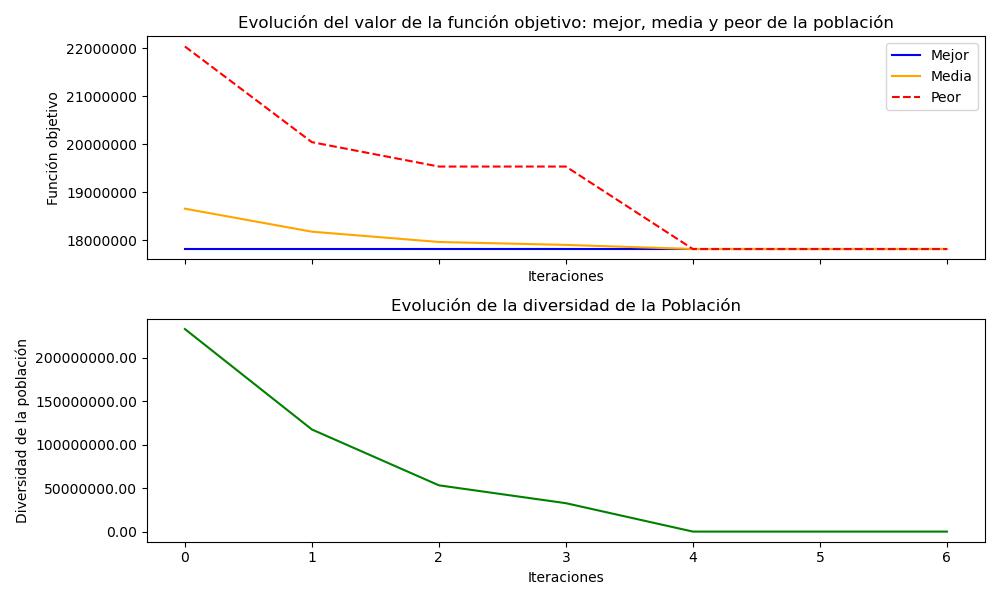 Evolución del valor de la función objetivo: mejor, media y peor de la población
22000000
21000000
20000000
19000000
18000000
Función objetivo
Mejor
Media
Peor
Iteraciones
Evolución de la diversidad de la Población
200000000.00
150000000.00
100000000.00
50000000.00
0.00
Diversidad de la población
0 1 2 3 4 5 6
Iteraciones